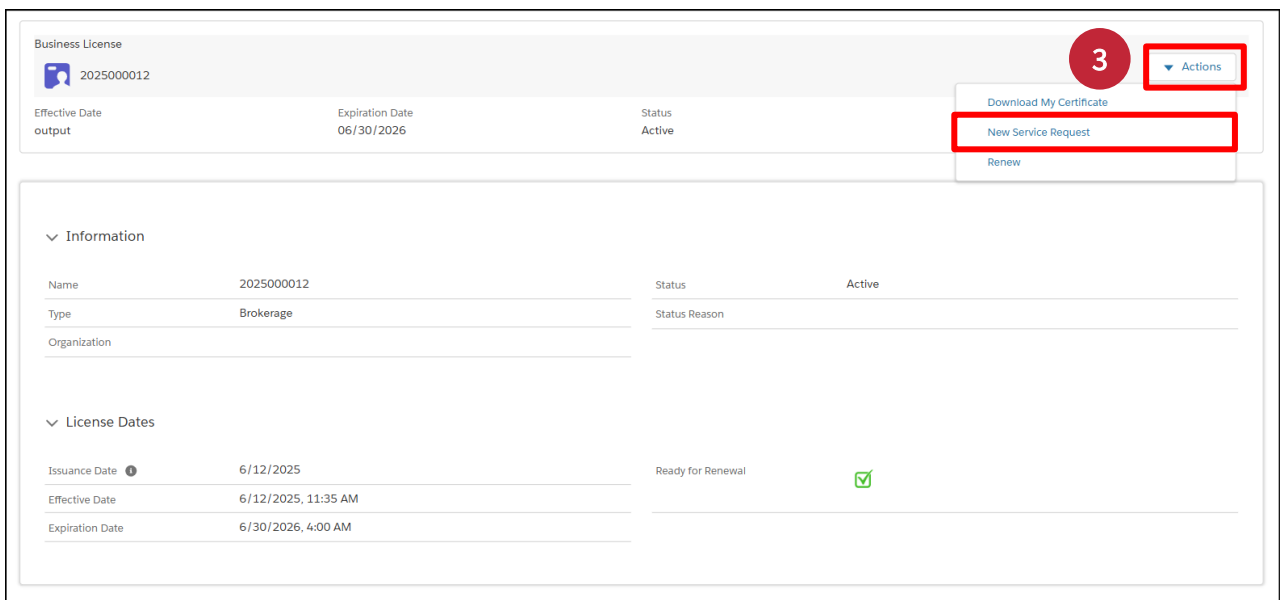 Business License
2025000012
3
Actions
Download My Certificate
New Service Request
Renew
Effective Date
output
Expiration Date
06/30/2026
Status
Active
Information
Name 2025000012
Type Brokerage
Organization
Status Active
Status Reason
License Dates
Issuance Date 6/12/2025
Effective Date 6/12/2025, 11:35 AM
Expiration Date 6/30/2026, 4:00 AM
Ready for Renewal